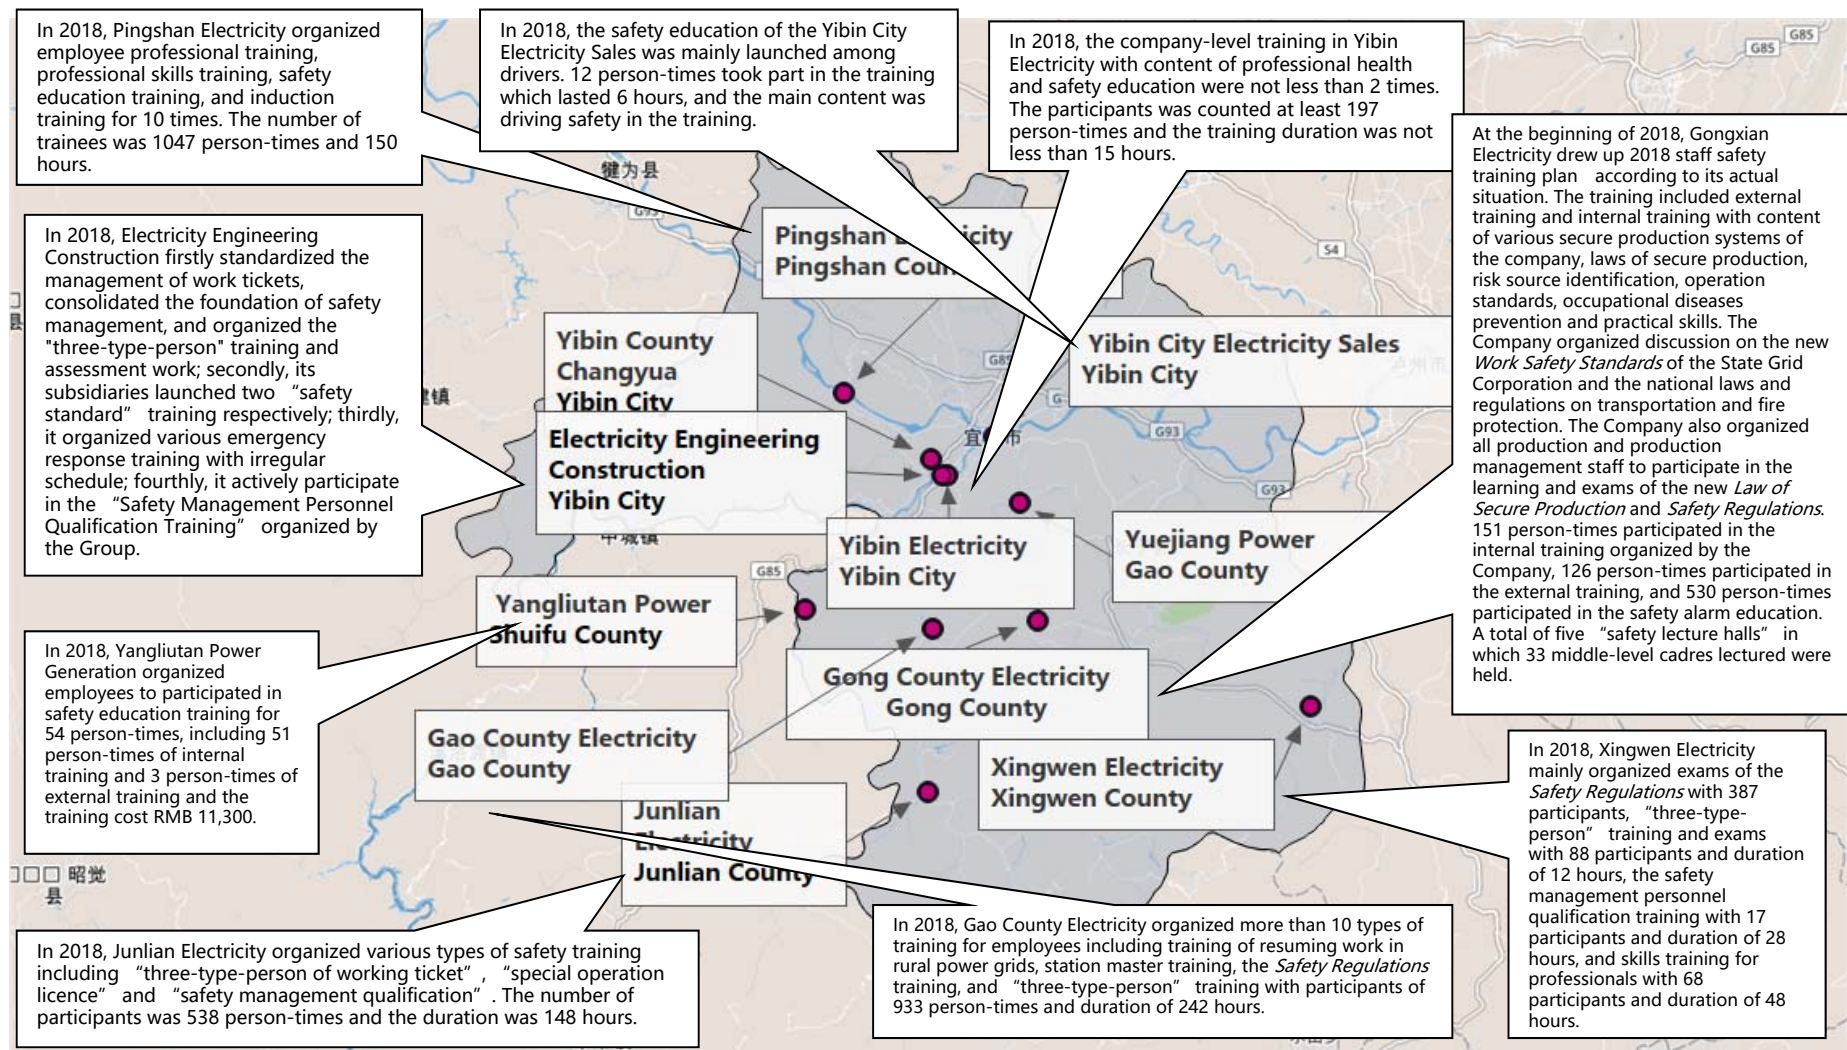 In 2018, Pingshan Electricity organized
employee professional training,
professional skills training, safety
education training, and induction
training for 10 times. The number of
trainees was 1047 person-times and 150
hours.
In 2018, the safety education of the Yibin City
Electricity Sales was mainly launched among
drivers. 12 person-times took part in the training
which lasted 6 hours, and the main content was
driving safety in the training.
In 2018, the company-level training in Yibin
Electricity with content of professional health
and safety education were not less than 2 times.
The participants was counted at least 197
person-times and the training duration was not
less than 15 hours.
G85
G85
At the beginning of 2018, Gongxian
Electricity drew up 2018 staff safety
training plan according to its actual
situation. The training included external
training and internal training with content
of various secure production systems of
the company, laws of secure production,
risk source identification, operation
standards, occupational diseases
prevention and practical skills. The
Company organized discussion on the new
Work Safety Standards of the State Grid
Corporation and the national laws and
regulations on transportation and fire
protection. The Company also organized
all production and production
management staff to participate in the
learning and exams of the new Law of
Secure Production and Safety Regulations.
151 person-times participated in the
internal training organized by the
Company, 126 person-times participated in
the external training, and 530 person-times
participated in the safety alarm education.
A total of five “safety lecture halls” in
which 33 middle-level cadres lectured were
held.
犍为县
G93
S4
In 2018, Electricity Engineering
Construction firstly standardized the
management of work tickets,
consolidated the foundation of safety
management, and organized the
"three-type-person" training and
assessment work; secondly, its
subsidiaries launched two “safety
standard” training respectively; thirdly,
it organized various emergency
response training with irregular
schedule; fourthly, it actively participate
in the “Safety Management Personnel
Qualification Training” organized by
the Group.
Pingshan
Pingshan
Yibin County
Changyua
Yibin City
Yibin City Electricity Sales
Yibin City
Electricity Engineering
Construction
Yibin City
G93
G93
宜 市
县
Yibin Electricity
Yibin City
Yuejiang Power
Gao County
G85
Yangliutan Power
Shuifu County
In 2018, Yangliutan Power
Generation organized
employees to participated in
safety education training for
54 person-times, including 51
person-times of internal
training and 3 person-times of
external training and the
training cost RMB 11,300.
Gong County Electricity
Gong County
Gao County Electricity
Gao County
Xingwen Electricity
Xingwen County
Junlian
Electricity
Junlian County
昭觉
县
In 2018, Xingwen Electricity
mainly organized exams of the
Safety Regulations with 387
participants, “three-type-
person” training and exams
with 88 participants and duration
of 12 hours, the safety
management personnel
qualification training with 17
participants and duration of 28
hours, and skills training for
professionals with 68
participants and duration of 48
hours.
In 2018, Junlian Electricity organized various types of safety training
including “three-type-person of working ticket”, “special operation
licence” and “safety management qualification”. The number of
participants was 538 person-times and the duration was 148 hours.
In 2018, Gao County Electricity organized more than 10 types of
training for employees including training of resuming work in
rural power grids, station master training, the Safety Regulations
training, and “three-type-person” training with participants of
933 person-times and duration of 242 hours.